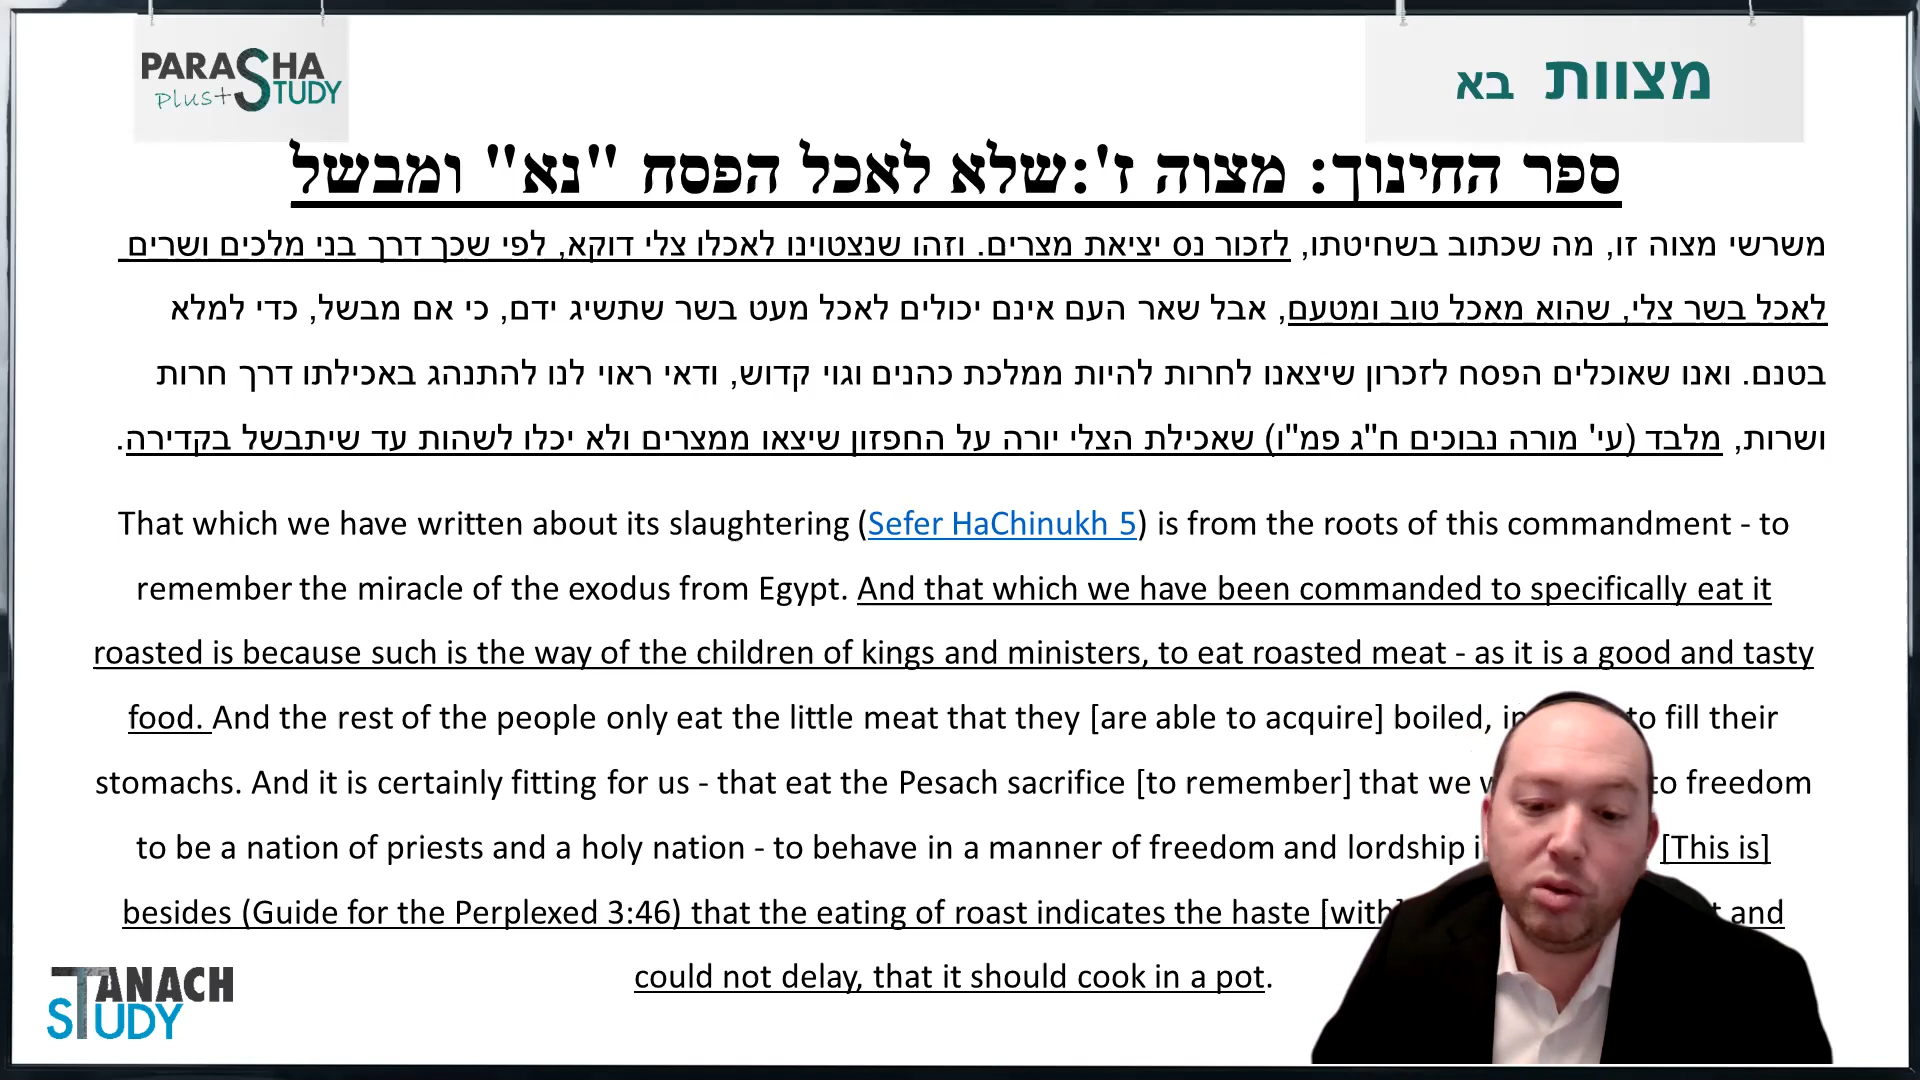 PARASHA
plus+ STUDY
מצוות בא
ספר החינוך: מצוה ז':שלא לאכל הפסח "נא" ומבשל
משרשי מצוה זו, מה שכתוב בשחיטתו, לזכור נס יציאת מצרים. וזהו שנצטוינו לאכלו צלי דוקא, לפי שכך דרך בני מלכים ושרים
לאכל בשר צלי, שהוא מאכל טוב ומטעם, אבל שאר העם אינם יכולים לאכל מעט בשר שתשיג ידם, כי אם מבשל, כדי למלא
בטנם. ואנו שאוכלים הפסח לזכרון שיצאנו לחרות להיות ממלכת כהנים וגוי קדוש, ודאי ראוי לנו להתנהג באכילתו דרך חרות
ושרות, מלבד (עי' מורה נבוכים ח"ג פמ"ו) שאכילת הצלי יורה על החפזון שיצאו ממצרים ולא יכלו לשהות עד שיתבשל בקדירה.
That which we have written about its slaughtering (Sefer HaChinukh 5) is from the roots of this commandment - to
remember the miracle of the exodus from Egypt. And that which we have been commanded to specifically eat it
roasted is because such is the way of the children of kings and ministers, to eat roasted meat - as it is a good and tasty
food. And the rest of the people only eat the little meat that they [are able to acquire] boiled, to fill their
stomachs. And it is certainly fitting for us - that eat the Pesach sacrifice [to remember] that we to freedom
to be a nation of priests and a holy nation - to behave in a manner of freedom and lordship [This is]
besides (Guide for the Perplexed 3:46) that the eating of roast indicates the haste [with] and
could not delay, that it should cook in a pot.
TANACH
STUDY